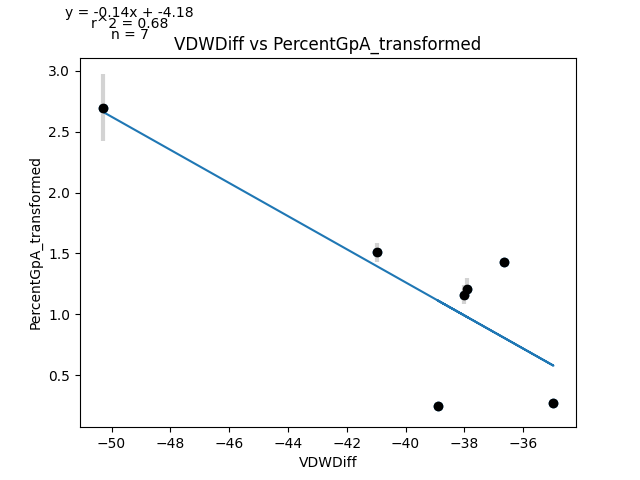 y = -0.14x + -4.18
r^2 = 0.68
n = 7
VDWDiff vs PercentGpA_transformed
PercentGpA_transformed
3.0
2.5
2.0
1.5
1.0
0.5
−50 −48 −46 −44 −42 −40 −38 −36
VDWDiff